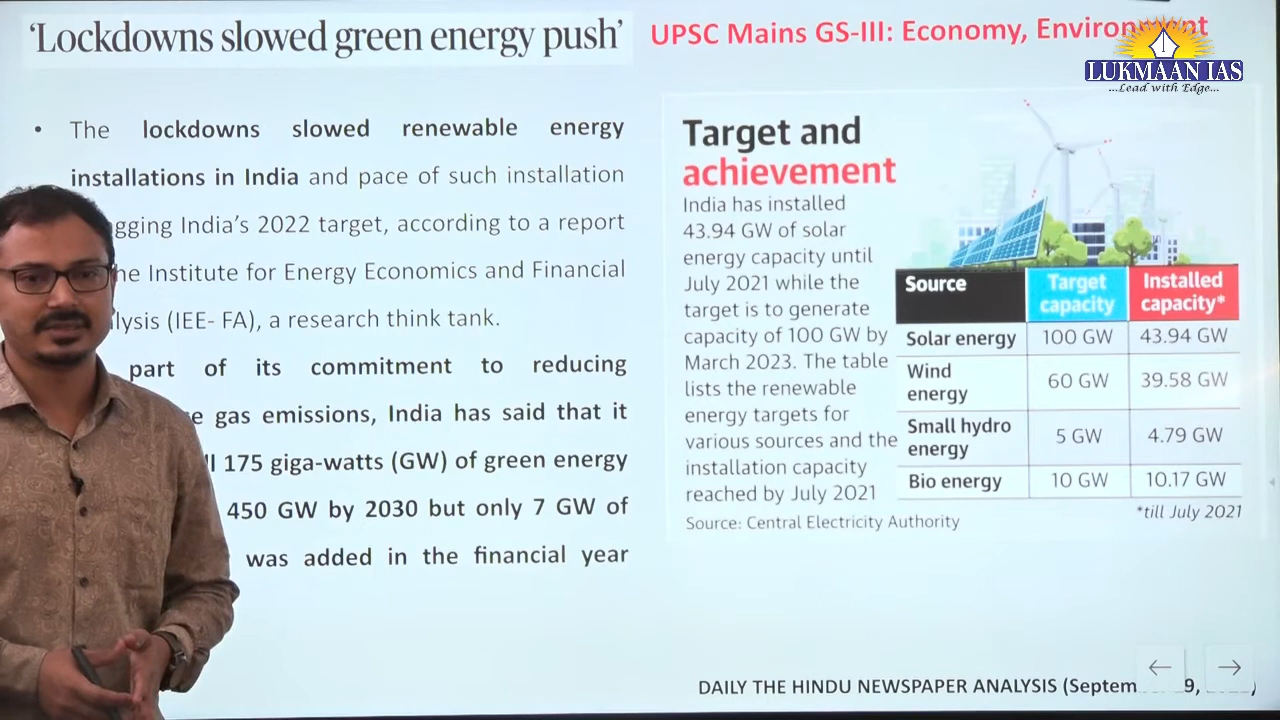 ‘Lockdowns slowed green energy push’
UPSC Mains GS-III: Economy, Environment
LUKMAAN IAS
...Lead with Edge...
• The lockdowns slowed renewable energy
installations in India and pace of such installation
gging India’s 2022 target, according to a report
he Institute for Energy Economics and Financial
lysis (IEE- FA), a research think tank.
part of its commitment to reducing
e gas emissions, India has said that it
175 giga-watts (GW) of green energy
450 GW by 2030 but only 7 GW of
was added in the financial year
Target and
achievement
India has installed
43.94 GW of solar
energy capacity until
July 2021 while the
target is to generate
capacity of 100 GW by
March 2023. The table
lists the renewable
energy targets for
various sources and the
installation capacity
reached by July 2021
Source: Central Electricity Authority
Source Target capacity Installed capacity*
Solar energy 100 GW 43.94 GW
Wind energy 60 GW 39.58 GW
Small hydro energy 5 GW 4.79 GW
Bio energy 10 GW 10.17 GW
*till July 2021
DAILY THE HINDU NEWSPAPER ANALYSIS (Septem 9,